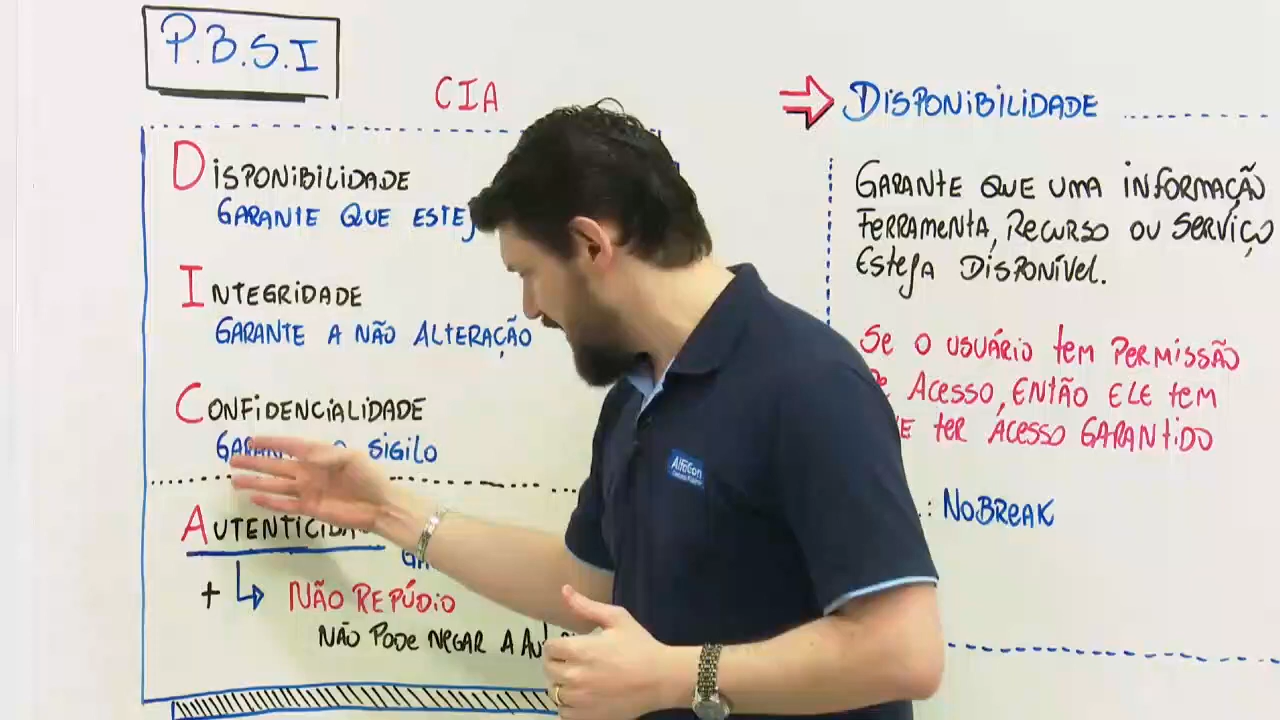 P.B.S.I
CIA
DISPONIBILIDADE
GARANTE QUE ESTEJ
INTEGRIDADE
GARANTE A NÃO ALTERAÇÃO
CONFIDENCIALIDADE
SIGILO
AUTENTICIDA
+ NÃO REPÚDIO
NÃO PODE NEGAR A
DISPONIBILIDADE
GARANTE QUE UMA INFORMAÇÃO
FERRAMENTA, RECURSO OU SERVIÇO
ESTEJA DISPONÍVEL.
SE O USUÁRIO TEM PERMISSÃO
ACESSO, ENTÃO ELE TEM
TER ACESSO GARANTIDO
.: NOBREAK
AlfaCon